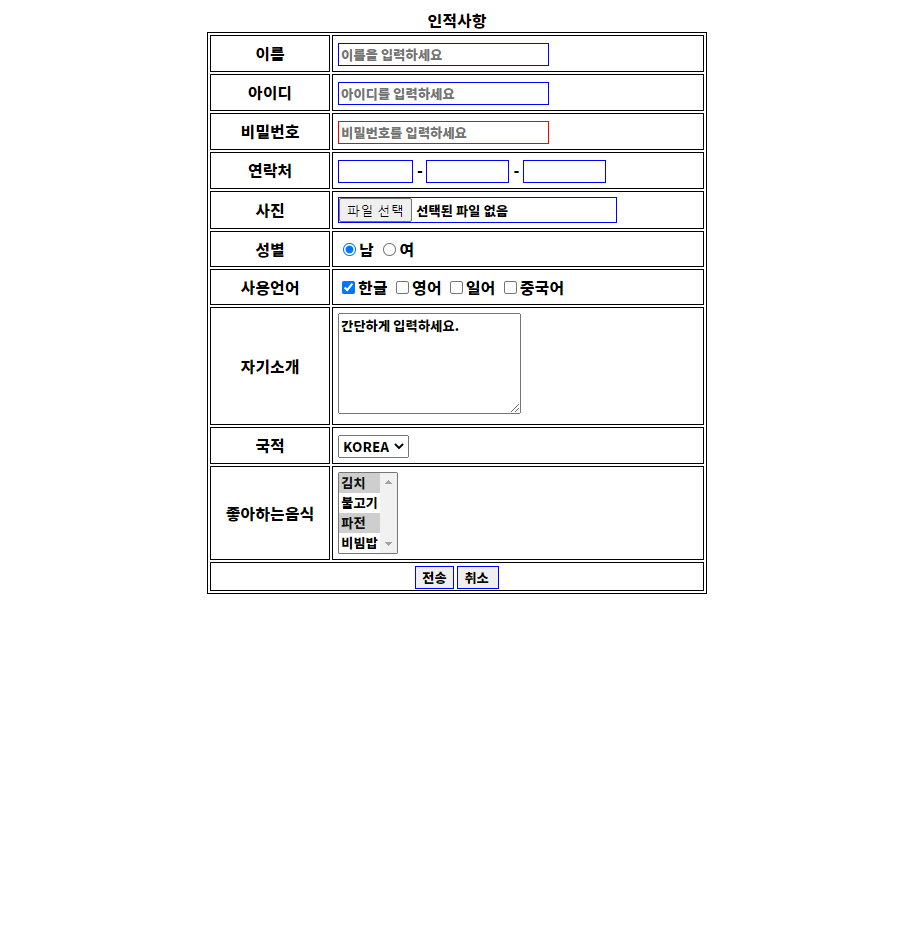 인적사항
이름 이름을 입력하세요
아이디 아이디를 입력하세요
비밀번호 비밀번호를 입력하세요
연락처 - -
사진 파일 선택 선택된 파일 없음
성별 남 여
사용언어 한글 영어 일어 중국어
자기소개 간단하게 입력하세요.
국적 KOREA
좋아하는음식 김치
불고기
파전
비빔밥
전송 취소